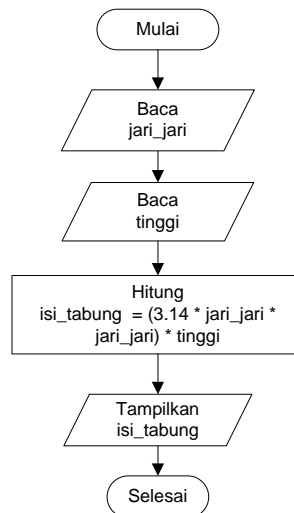 Mulai
Baca
jari_jari
Baca
tinggi
Hitung
isi_tabung = (3.14 * jari_jari *
jari_jari) * tinggi
Tampilkan
isi_tabung
Selesai